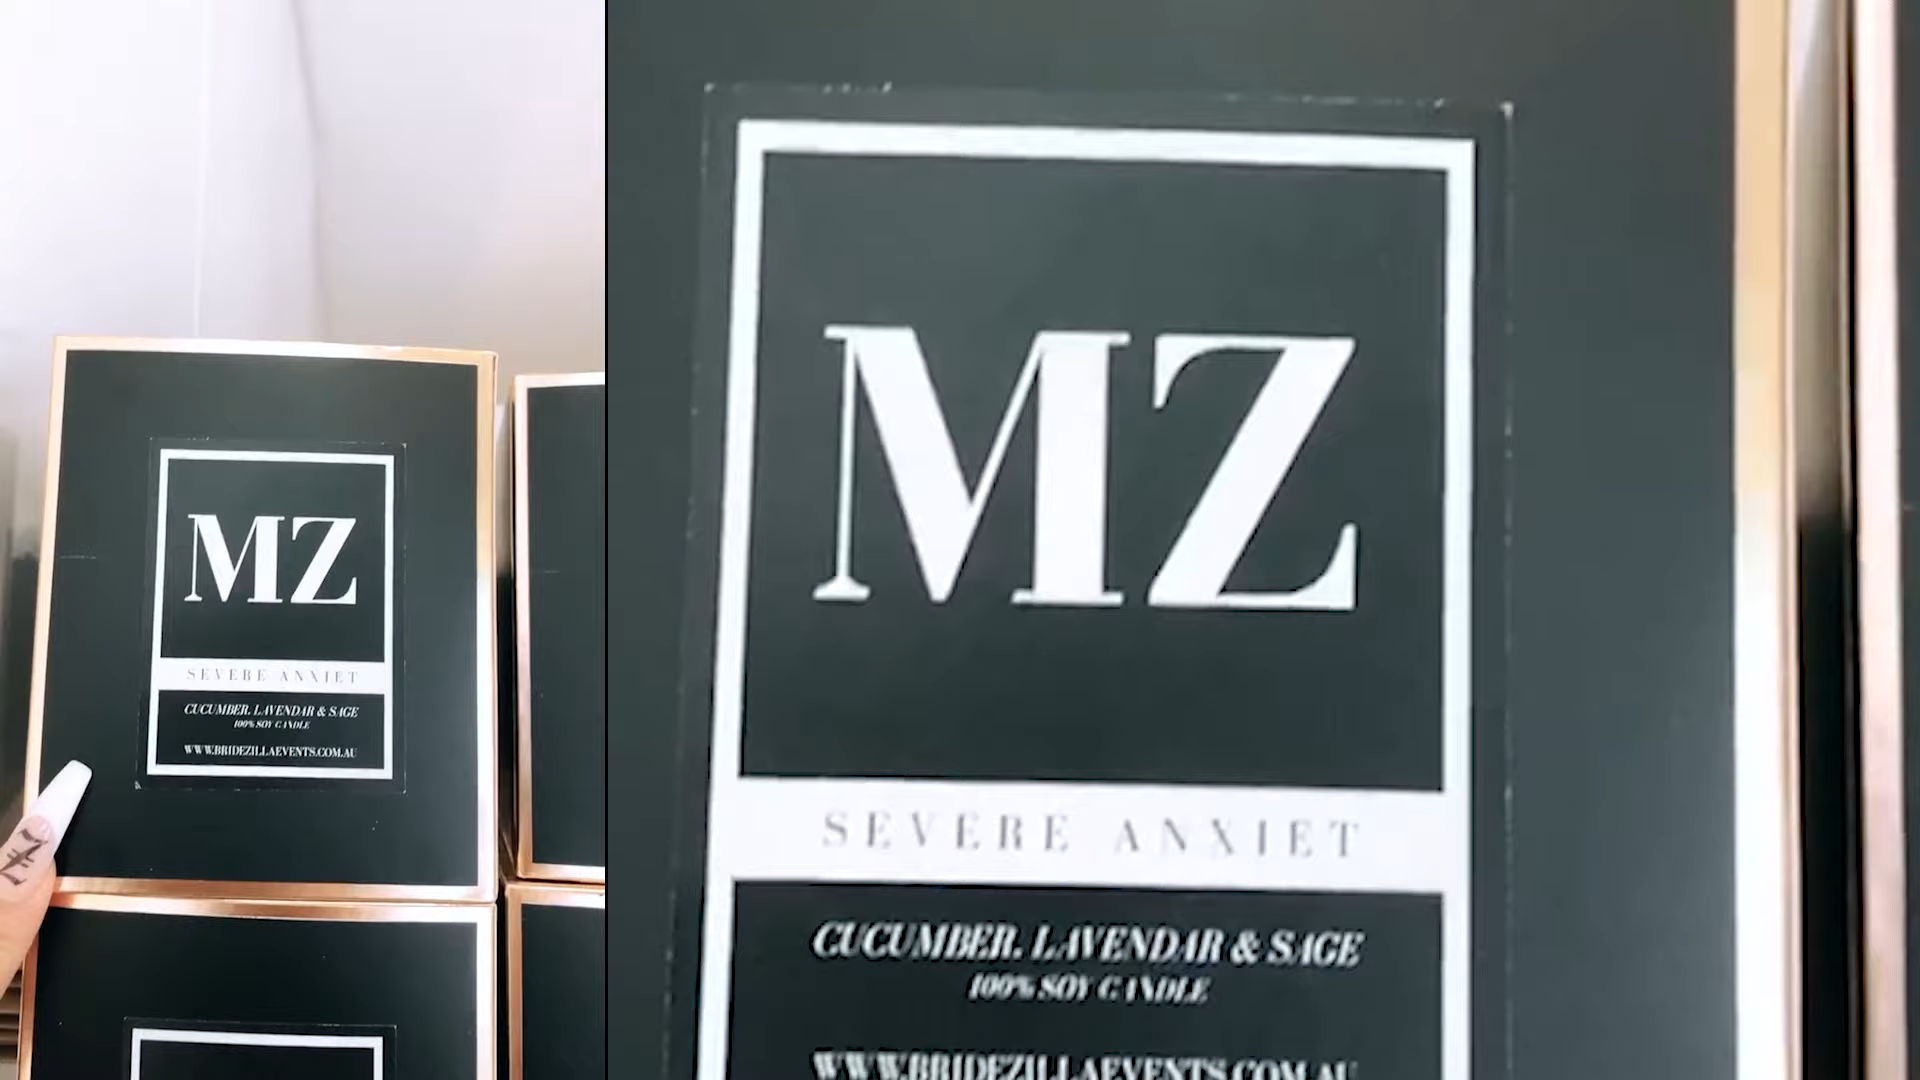 MZ
SEVERE ANXIET
CUCUMBER. LAVENDAR & SAGE
100% SOY CANDLE
WWW.BRIDEZILLAEVENTS.COM.AU
Z
MZ
SEVERE ANXIET
CUCUMBER. LAVENDAR & SAGE
100% SOY CANDLE
WWW.BRIDEZILLAEVENTS.COM.AU